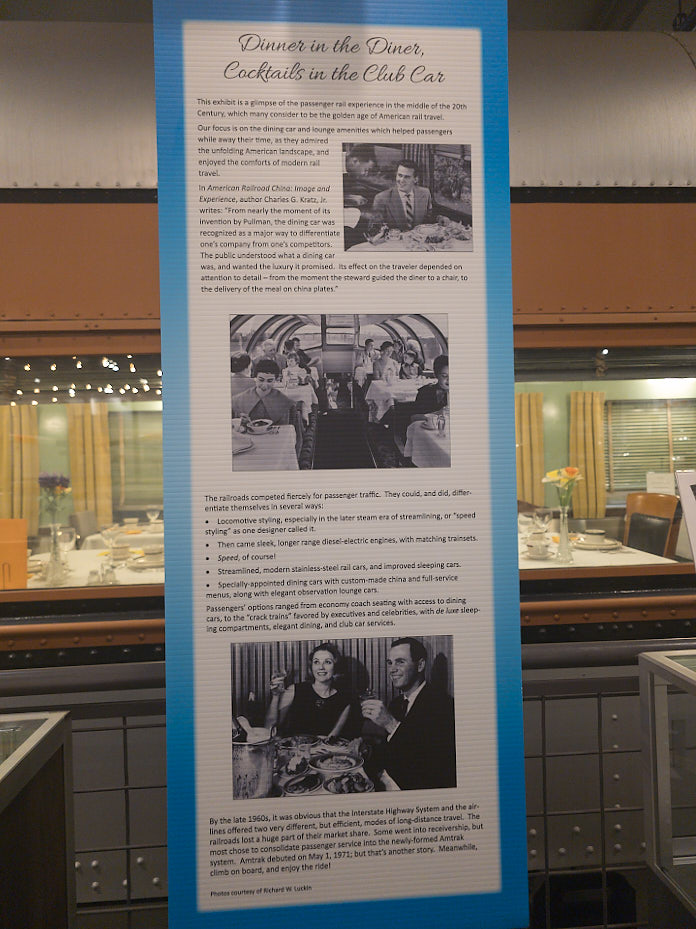 Dinner in the Diner,
Cocktails in the Club Car
This exhibit is a glimpse of the passenger rail experience in the middle of the 20th
Century, which many consider to be the golden age of American rail travel.
Our focus is on the dining car and lounge amenities which helped passengers
while away their time, as they admired
the unfolding American landscape, and
enjoyed the comforts of modern rail
travel.
In American Railroad China: Image and
Experience, author Charles G. Kratz, Jr.
writes: "From nearly the moment of its
invention by Pullman, the dining car was
recognized as a major way to differentiate
one's company from one's competitors.
The public understood what a dining car
was, and wanted the luxury it promised. Its effect on the traveler depended on
attention to detail – from the moment the steward guided the diner to a chair, to
the delivery of the meal on china plates."
The railroads competed fiercely for passenger traffic. They could, and did, differ-
entiate themselves in several ways:
• Locomotive styling, especially in the later steam era of streamlining, or "speed
styling" as one designer called it.
• Then came sleek, longer range diesel-electric engines, with matching trainsets.
• Speed, of course!
• Streamlined, modern stainless-steel rail cars, and improved sleeping cars.
• Specially-appointed dining cars with custom-made china and full-service
menus, along with elegant observation lounge cars.
Passengers' options ranged from economy coach seating with access to dining
cars, to the "crack trains" favored by executives and celebrities, with de luxe sleep-
ing compartments, elegant dining, and club car services.
By the late 1960s, it was obvious that the Interstate Highway System and the air-
lines offered two very different, but efficient, modes of long-distance travel. The
railroads lost a huge part of their market share. Some went into receivership, but
most chose to consolidate passenger service into the newly-formed Amtrak
system. Amtrak debuted on May 1, 1971; but that's another story. Meanwhile,
climb on board, and enjoy the ride!
Photos courtesy of Richard W. Luckin